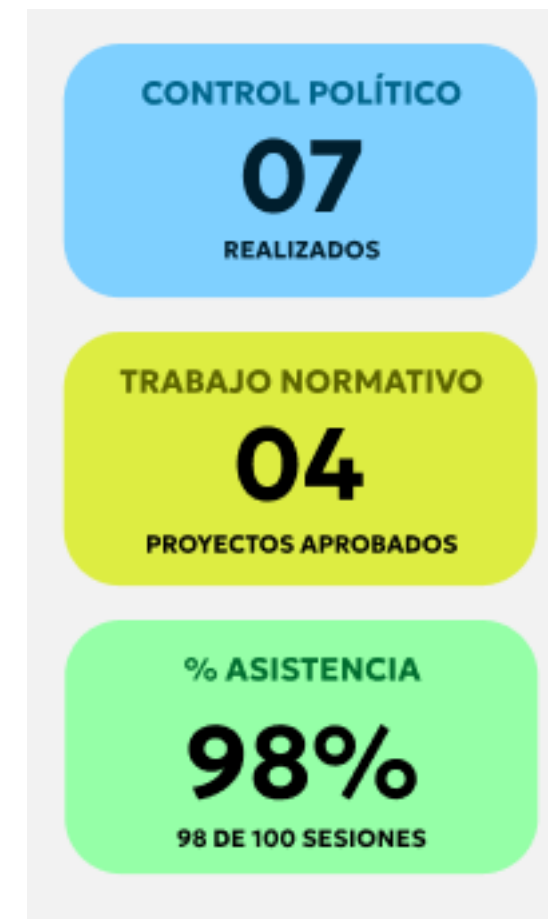 CONTROL POLÍTICO
07
REALIZADOS
TRABAJO NORMATIVO
04
PROYECTOS APROBADOS
% ASISTENCIA
98%
98 DE 100 SESIONES